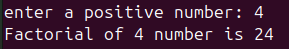 enter a positive number: 4
Factorial of 4 number is 24